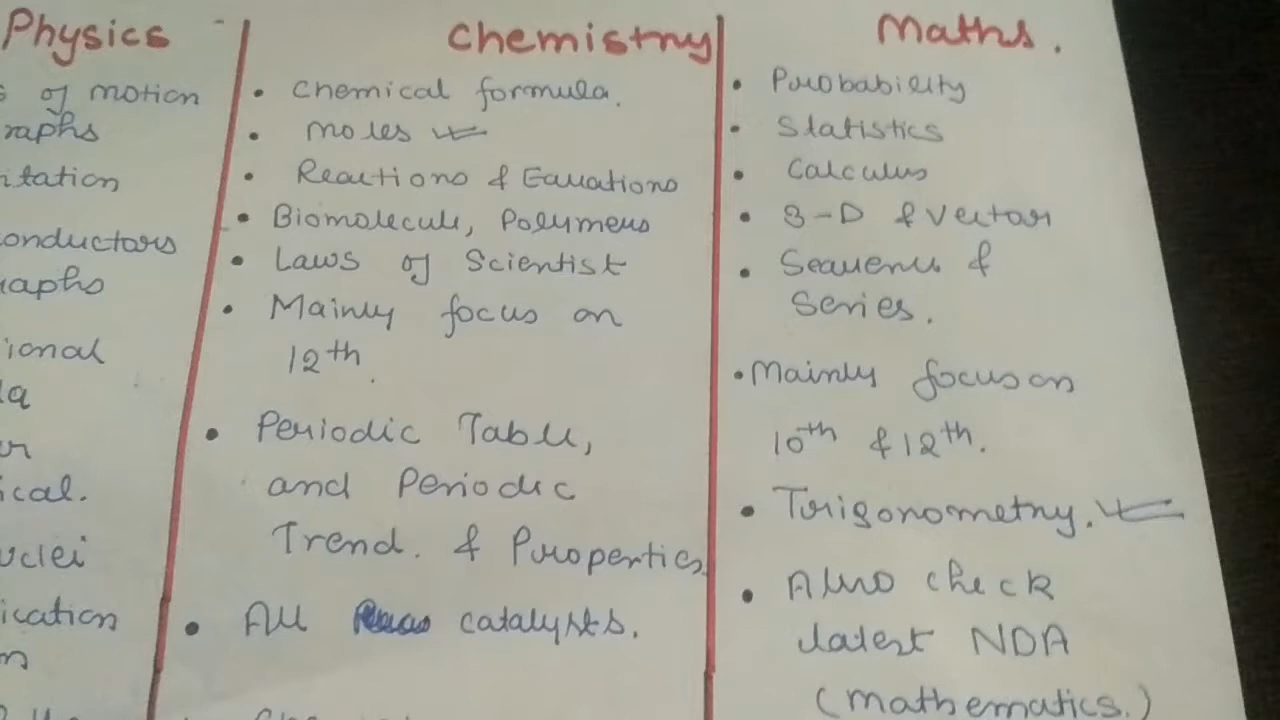 Physics
of motion
raphs
itation
onductors
raphs
ional
la
ical.
uclei
ication
Chemistry
• Chemical formula.
• Moles
• Reactions & Equations
• Biomolecule, Polymers
• Laws of Scientist
• Mainly focus on
12th.
• Periodic Table,
and Periodic
Trend. & Properties
• All catalysts.
Maths.
• Probability
• Statistics
• Calculus
• 3-D & Vector
• Sequence &
Series.
• Mainly focus on
10th & 12th.
• Trigonometry.
• Also check
latest NDA
(mathematics.)